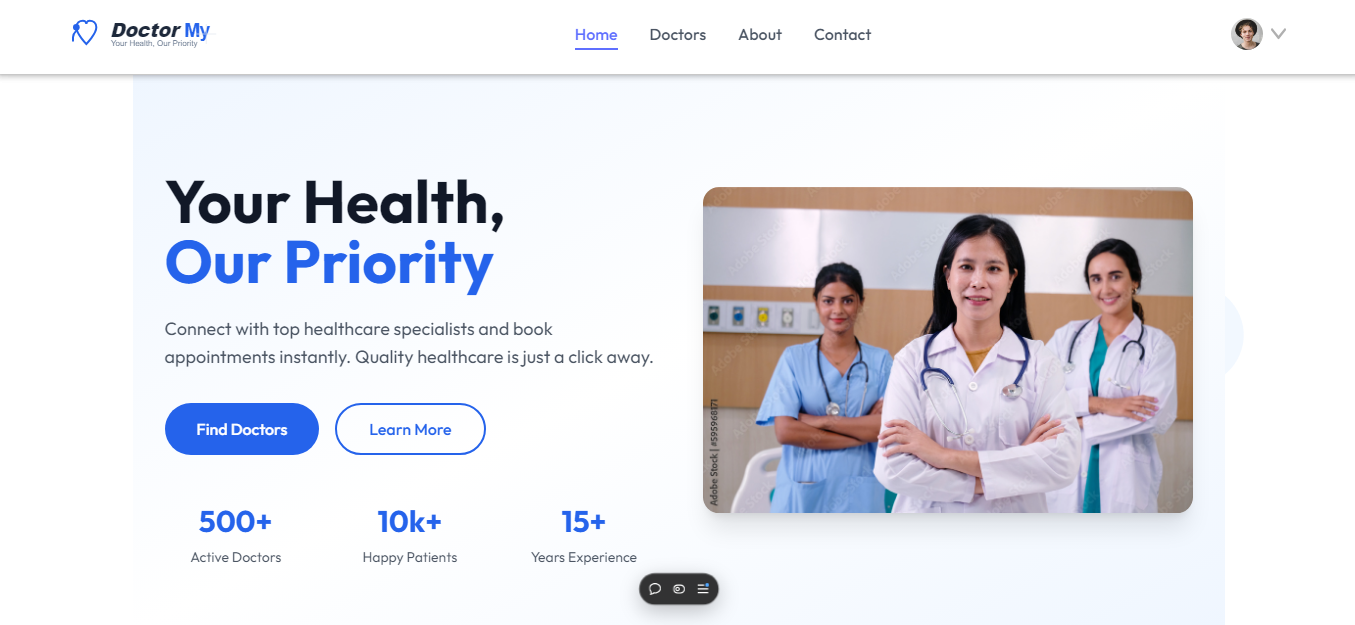 Doctor My
Your Health, Our Priority
Home
Doctors
About
Contact
Your Health,
Our Priority
Connect with top healthcare specialists and book
appointments instantly. Quality healthcare is just a click away.
Find Doctors
Learn More
500+
10k+
15+
Active Doctors
Happy Patients
Years Experience
Adobe Stock | #595968171
Adobe Stock